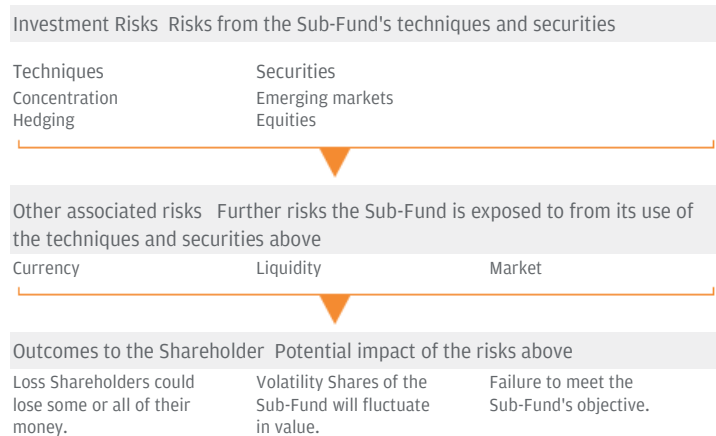 Investment Risks Risks from the Sub-Fund's techniques and securities
Techniques Securities
Concentration Emerging markets
Hedging Equities
Other associated risks Further risks the Sub-Fund is exposed to from its use of
the techniques and securities above
Currency Liquidity Market
Outcomes to the Shareholder Potential impact of the risks above
Loss Shareholders could Volatility Shares of the Failure to meet the
lose some or all of their Sub-Fund will fluctuate Sub-Fund's objective.
money. in value.